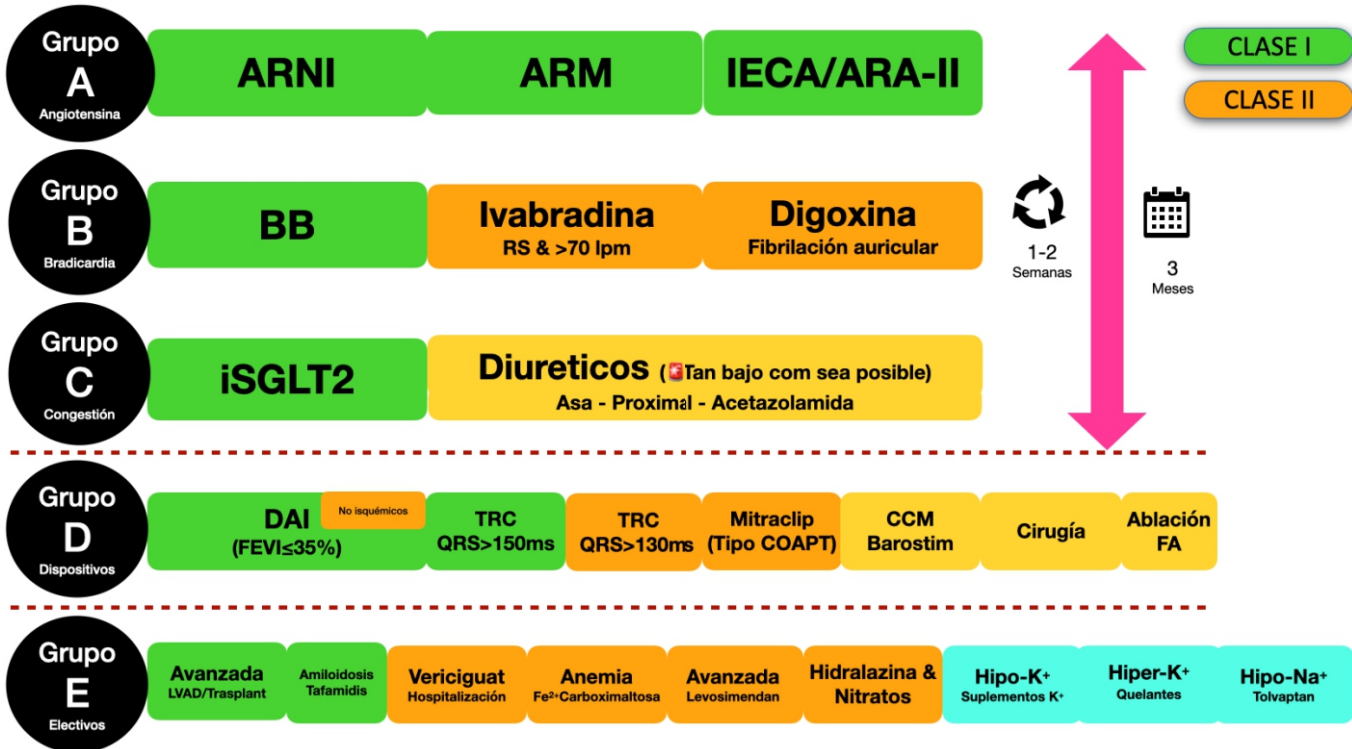 Grupo
A
Angiotensina
ARNI
ARM
IECA/ARA-II
CLASE I
CLASE II
Grupo
B
Bradicardia
BB
Ivabradina
RS & >70 lpm
Digoxina
Fibrilación auricular
1-2
Semanas
3
Meses
Grupo
C
Congestión
iSGLT2
Diureticos (🚨Tan bajo com sea posible)
Asa - Proximal - Acetazolamida
Grupo
D
Dispositivos
DAI
(FEVI≤35%)
No isquémicos
TRC
QRS>150ms
TRC
QRS>130ms
Mitraclip
(Tipo COAPT)
CCM
Barostim
Cirugía
Ablación
FA
Grupo
E
Electivos
Avanzada
LVAD/Trasplant
Amiloidosis
Tafamidis
Vericiguat
Hospitalización
Anemia
Fe²⁺Carboximaltosa
Avanzada
Levosimendan
Hidralazina &
Nitratos
Hipo-K⁺
Suplementos K⁺
Hiper-K⁺
Quelantes
Hipo-Na⁺
Tolvaptan